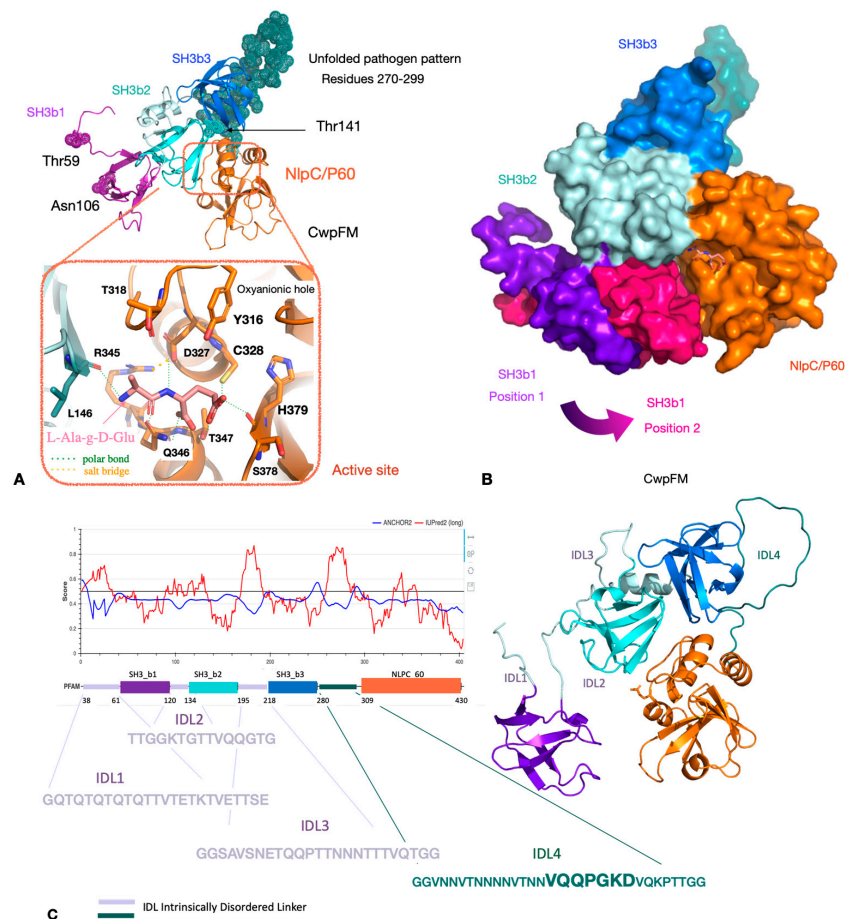 SH3b3
Unfolded pathogen pattern
Residues 270-299
SH3b2
SH3b1
Thr141
Thr59
NlpC/P60
Asn106
CwpFM
T318
Oxyanionic hole
Y316
R345
D327
C328
L146
H379
L-Ala-g-D-Glu
T347
Q346
polar bond
salt bridge
S378
Active site
A
SH3b3
SH3b2
SH3b1
Position 1
SH3b1
Position 2
NlpC/P60
B
CwpFM
ANCHOR2 IUPred2 (long)
1
0.8
0.6
0.4
0.2
0
Score
0 100 200 300 400
PFAM
SH3_b1 SH3_b2 SH3_b3 NLPC_60
38 61 120 134 195 218 280 309 430
IDL2
TTGGKTGTTVQQGTG
IDL1
GQTQTQTQTQTTVTETKTVETTSE
IDL3
GGSAVSNETQQPTTNNNTTTVQTGG
IDL4
GGVNNVTNNNNVTNNVQQPGKDVQKPTTGG
IDL3
IDL4
IDL1
IDL2
C
IDL Intrinsically Disordered Linker